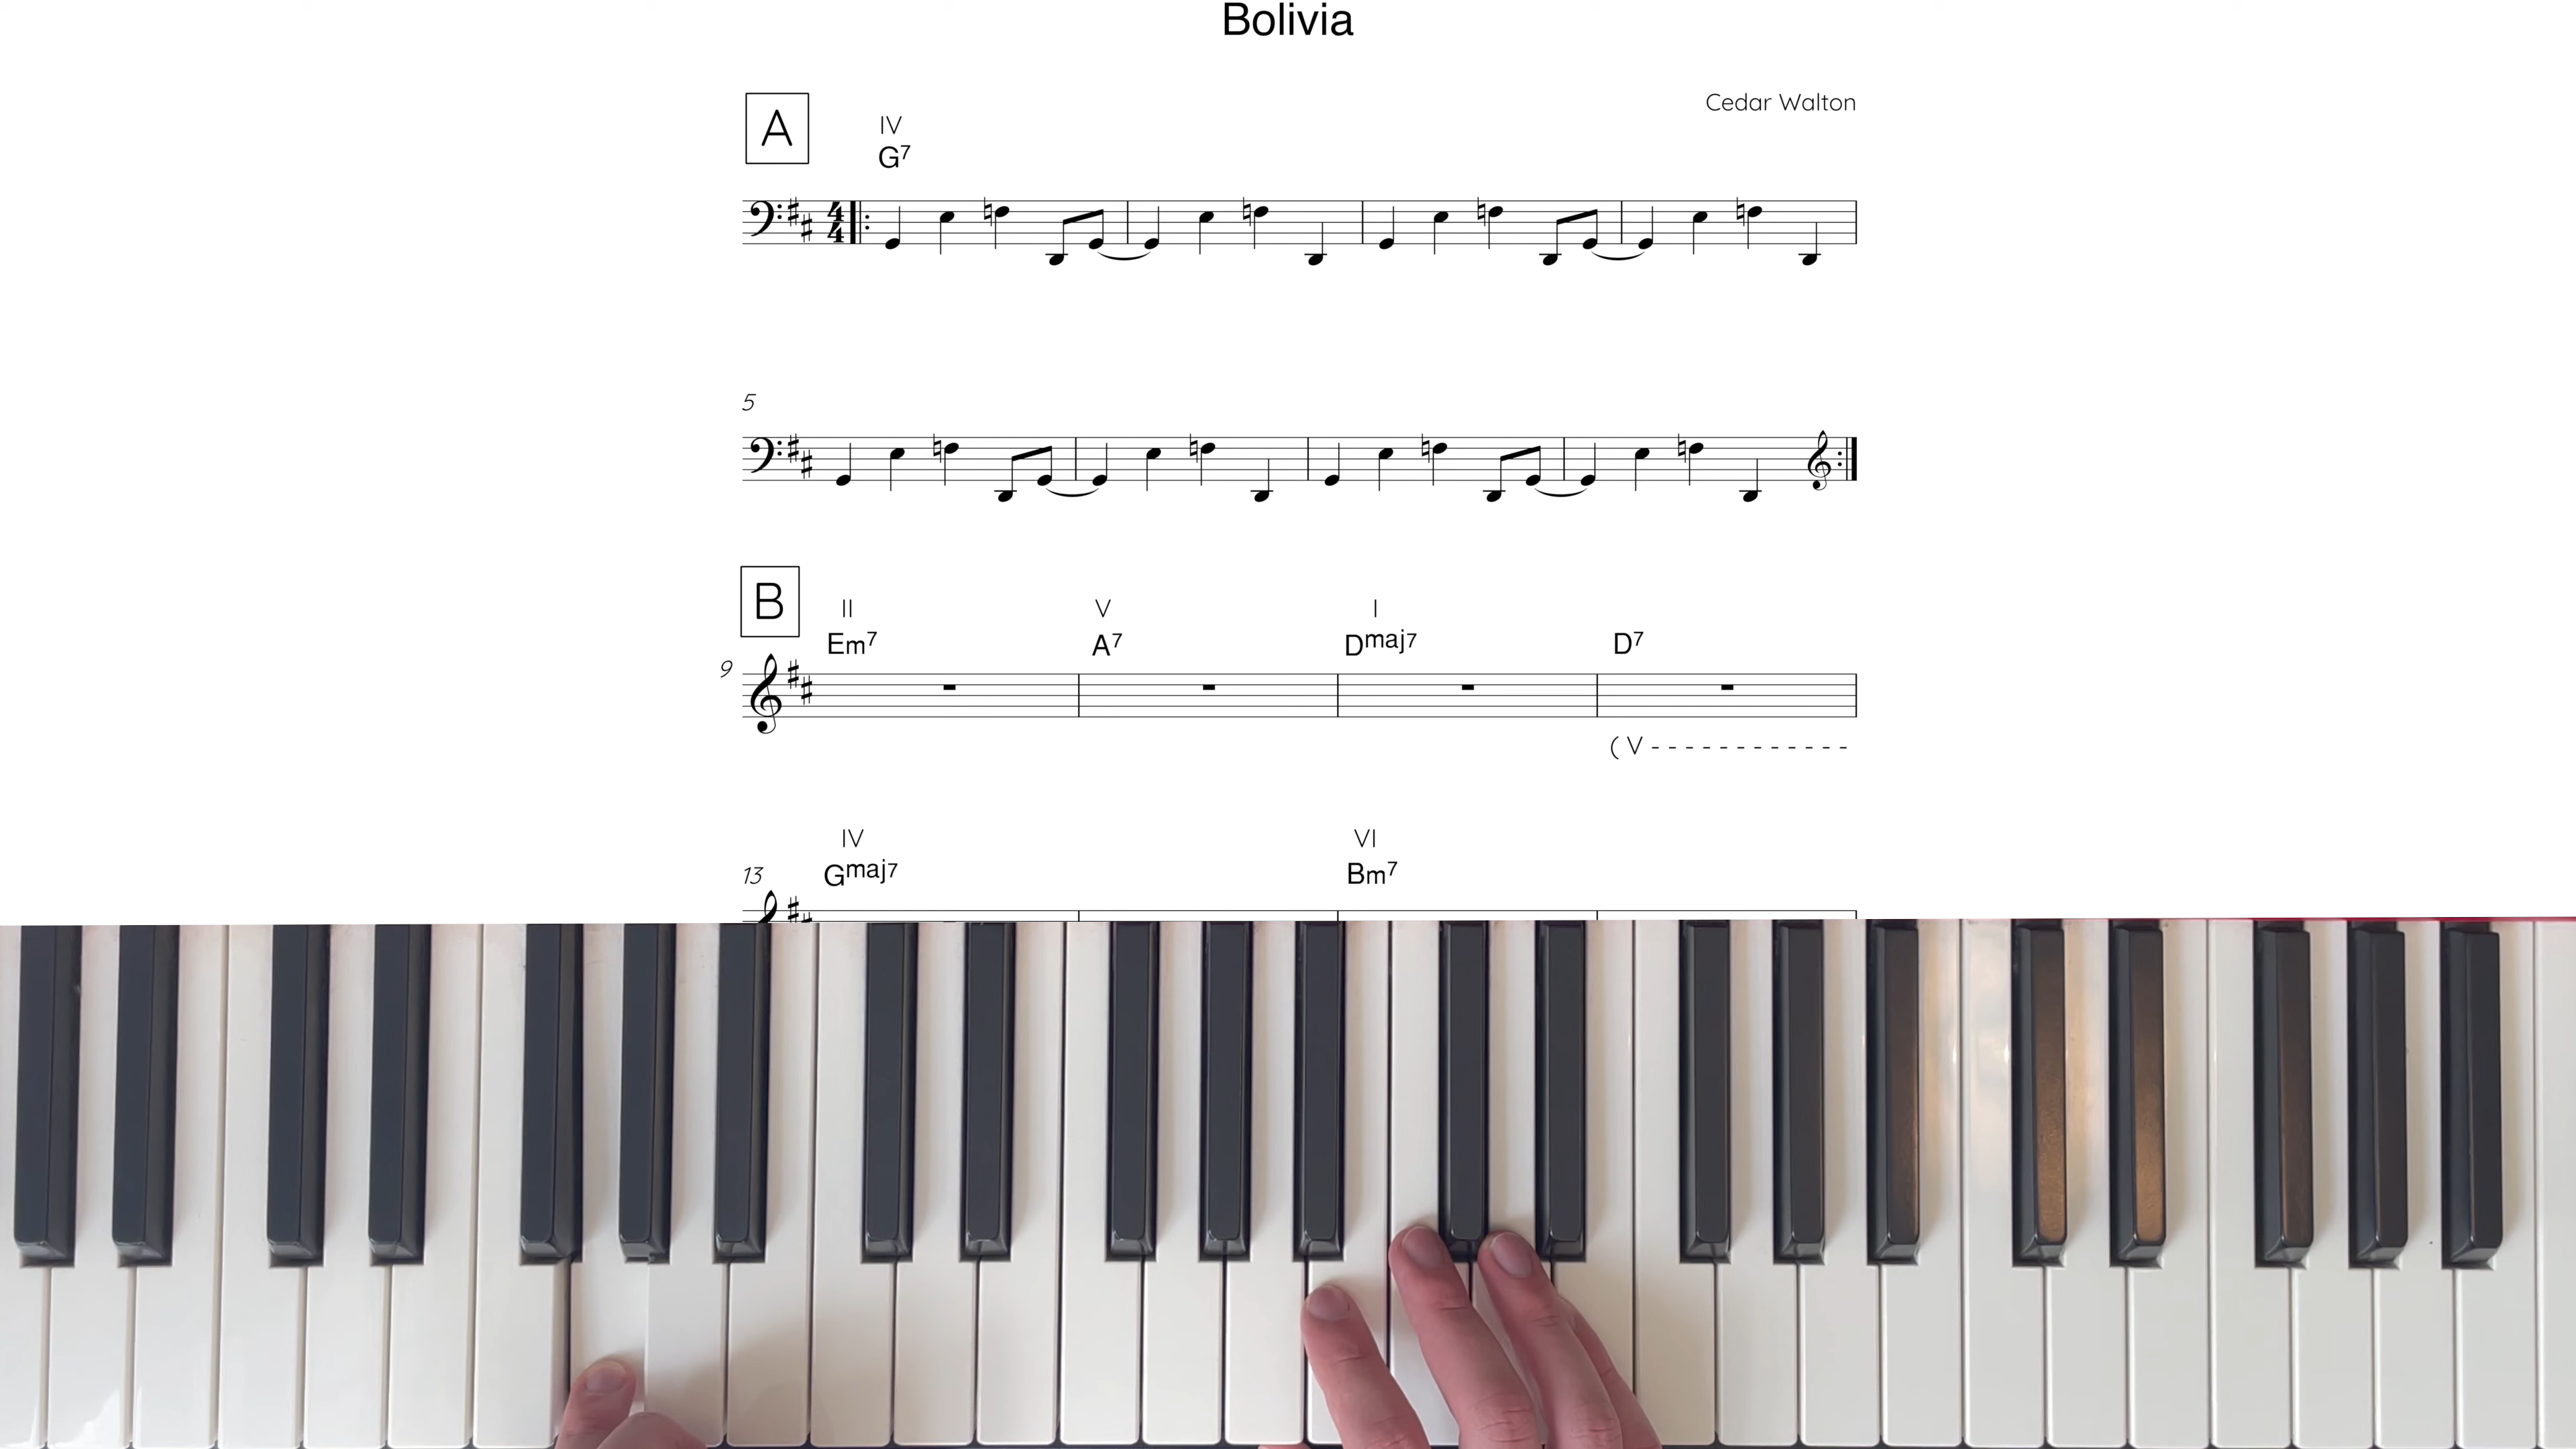 Bolivia
Cedar Walton
A
IV
G7
5
B
II V I
Em7 A7 Dmaj7 D7
9
( V - - - - - - - - - - - -
IV VI
13 Gmaj7 Bm7